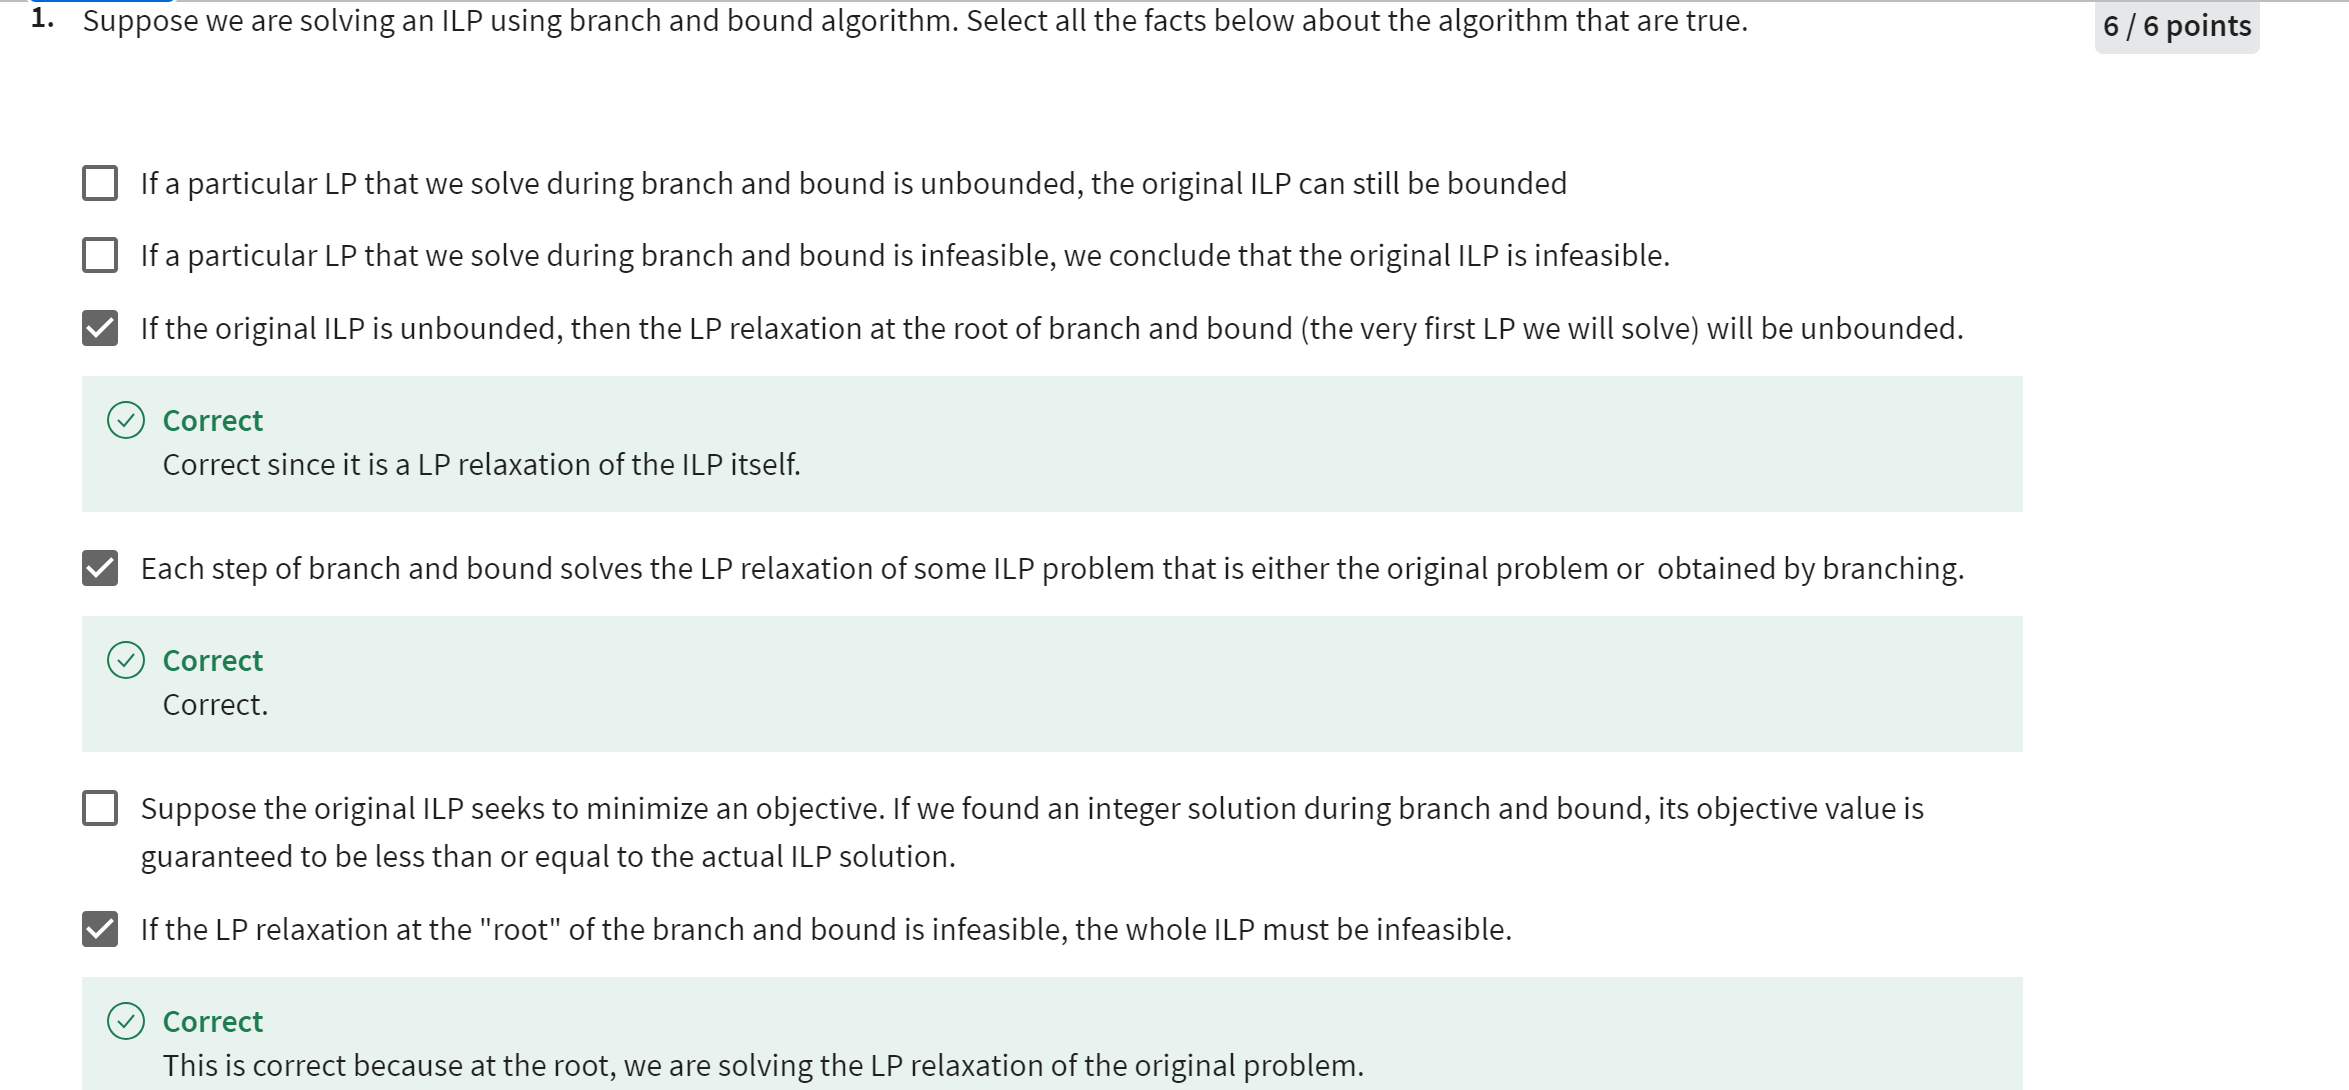 1. Suppose we are solving an ILP using branch and bound algorithm. Select all the facts below about the algorithm that are true.
6 / 6 points
If a particular LP that we solve during branch and bound is unbounded, the original ILP can still be bounded
If a particular LP that we solve during branch and bound is infeasible, we conclude that the original ILP is infeasible.
If the original ILP is unbounded, then the LP relaxation at the root of branch and bound (the very first LP we will solve) will be unbounded.
Correct
Correct since it is a LP relaxation of the ILP itself.
Each step of branch and bound solves the LP relaxation of some ILP problem that is either the original problem or  obtained by branching.
Correct
Correct.
Suppose the original ILP seeks to minimize an objective. If we found an integer solution during branch and bound, its objective value is
guaranteed to be less than or equal to the actual ILP solution.
If the LP relaxation at the "root" of the branch and bound is infeasible, the whole ILP must be infeasible.
Correct
This is correct because at the root, we are solving the LP relaxation of the original problem.